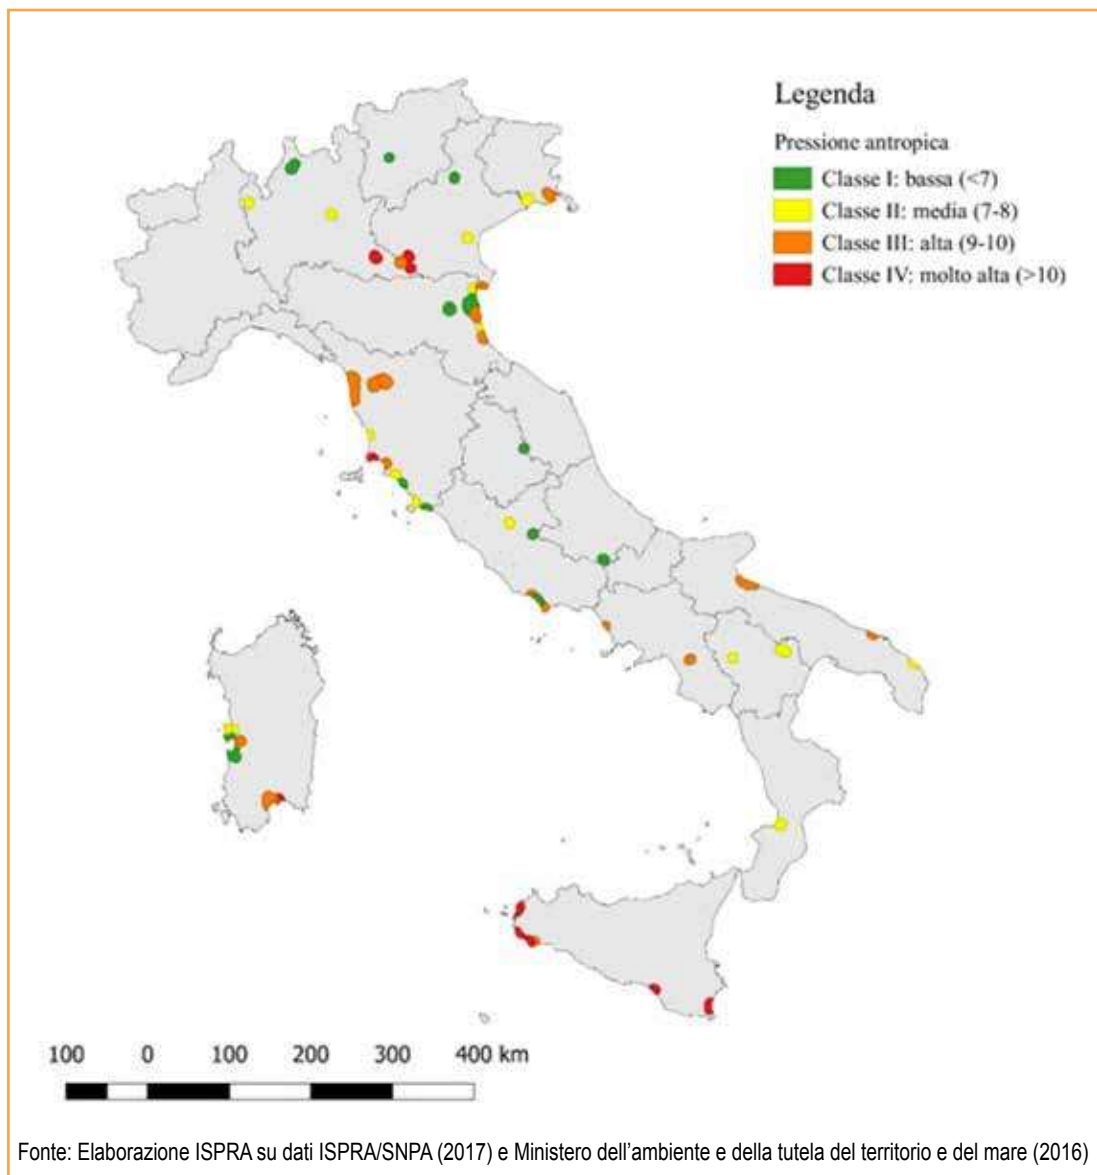 Legenda
Pressione antropica
Classe I: bassa (<7)
Classe II: media (7-8)
Classe III: alta (9-10)
Classe IV: molto alta (>10)
100 0 100 200 300 400 km
Fonte: Elaborazione ISPRA su dati ISPRA/SNPA (2017) e Ministero dell'ambiente e della tutela del territorio e del mare (2016)